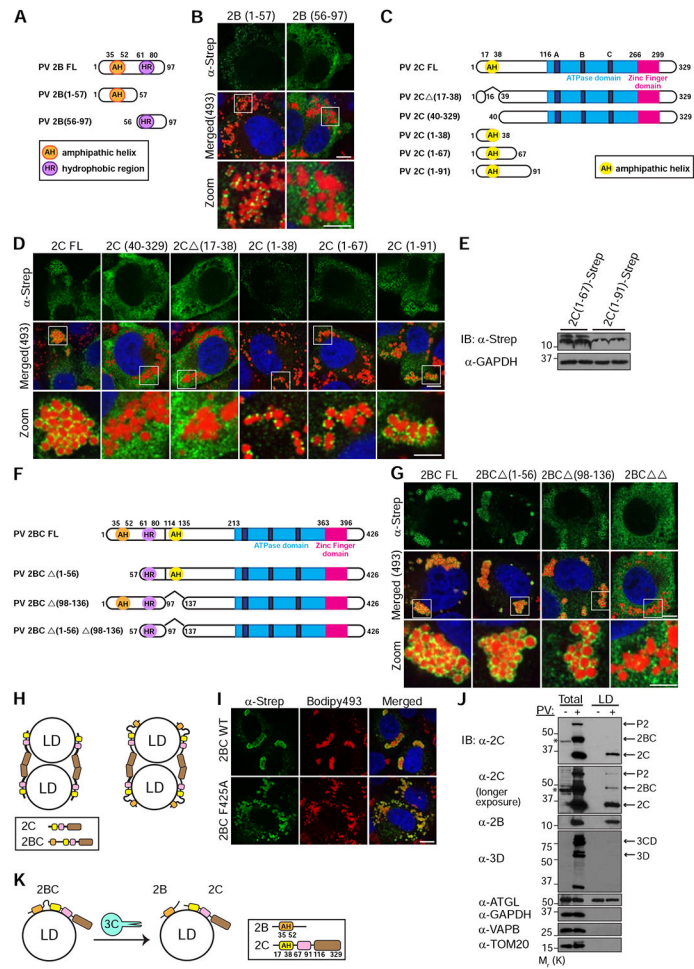 A
35 52 61 80
PV 2B FL 1 AH HR 97
PV 2B(1-57) 1 AH 57
PV 2B(56-97) 56 HR 97
AH amphipathic helix
HR hydrophobic region
B
2B (1-57) 2B (56-97)
α-Strep
Merged(493)
Zoom
C
17 38 116 A B C 266 299
PV 2C FL 1 AH 329
ATPase domain Zinc Finger
domain
PV 2C△(17-38) 1 16 39 329
PV 2C (40-329) 40 329
PV 2C (1-38) 1 AH 38
PV 2C (1-67) 1 AH 67
PV 2C (1-91) 1 AH 91
AH amphipathic helix
D
2C FL 2C (40-329) 2C△(17-38) 2C (1-38) 2C (1-67) 2C (1-91)
α-Strep
Merged(493)
Zoom
E
2C(1-67)-Strep
2C(1-91)-Strep
IB: α-Strep
10
37
α-GAPDH
F
35 52 61 80 114 135 213 363 396
PV 2BC FL 1 AH HR AH 426
ATPase domain Zinc Finger
domain
PV 2BC △(1-56) 57 HR AH 426
PV 2BC △(98-136) 1 AH HR 97 137 426
PV 2BC △(1-56) △(98-136) 57 HR 97 137 426
G
2BC FL 2BC△(1-56) 2BC△(98-136) 2BC△△
α-Strep
Merged (493)
Zoom
H
LD LD
LD LD
2C
2BC
I
α-Strep Bodipy493 Merged
2BC WT
2BC F425A
J
Total LD
PV: - + - +
IB: α-2C
50
*
37
P2
2BC
2C
α-2C
(longer
exposure)
50
*
37
P2
2BC
2C
α-2B
10
α-3D
75
50
37
3CD
3D
α-ATGL
50
α-GAPDH
37
α-VAPB
25
α-TOM20
15
Mr (K)
K
2BC 3C 2B 2C
LD LD
2B AH
35 52
2C AH
17 38 67 91 116 329